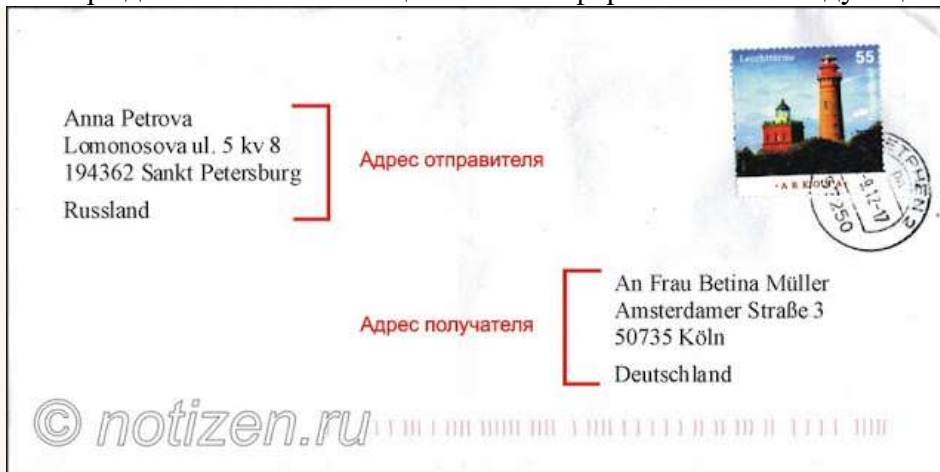 Anna Petrova
Lomonosova ul. 5 kv 8
194362 Sankt Petersburg
Russland
Адрес отправителя
Leuchttürme 55
An Frau Betina Müller
Amsterdamer Straße 3
50735 Köln
Deutschland
Адрес получателя
© notizen.ru